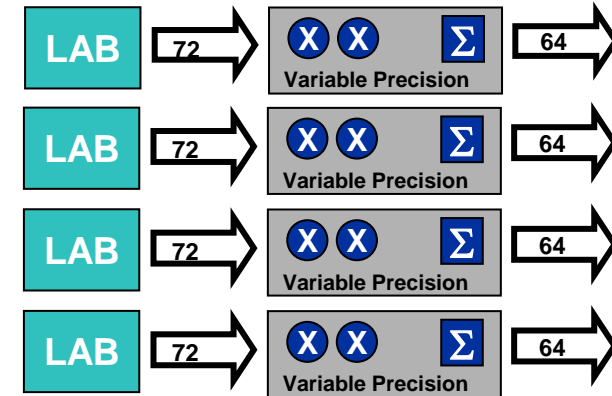 LAB 72 X X Σ 64
Variable Precision
LAB 72 X X Σ 64
Variable Precision
LAB 72 X X Σ 64
Variable Precision
LAB 72 X X Σ 64
Variable Precision